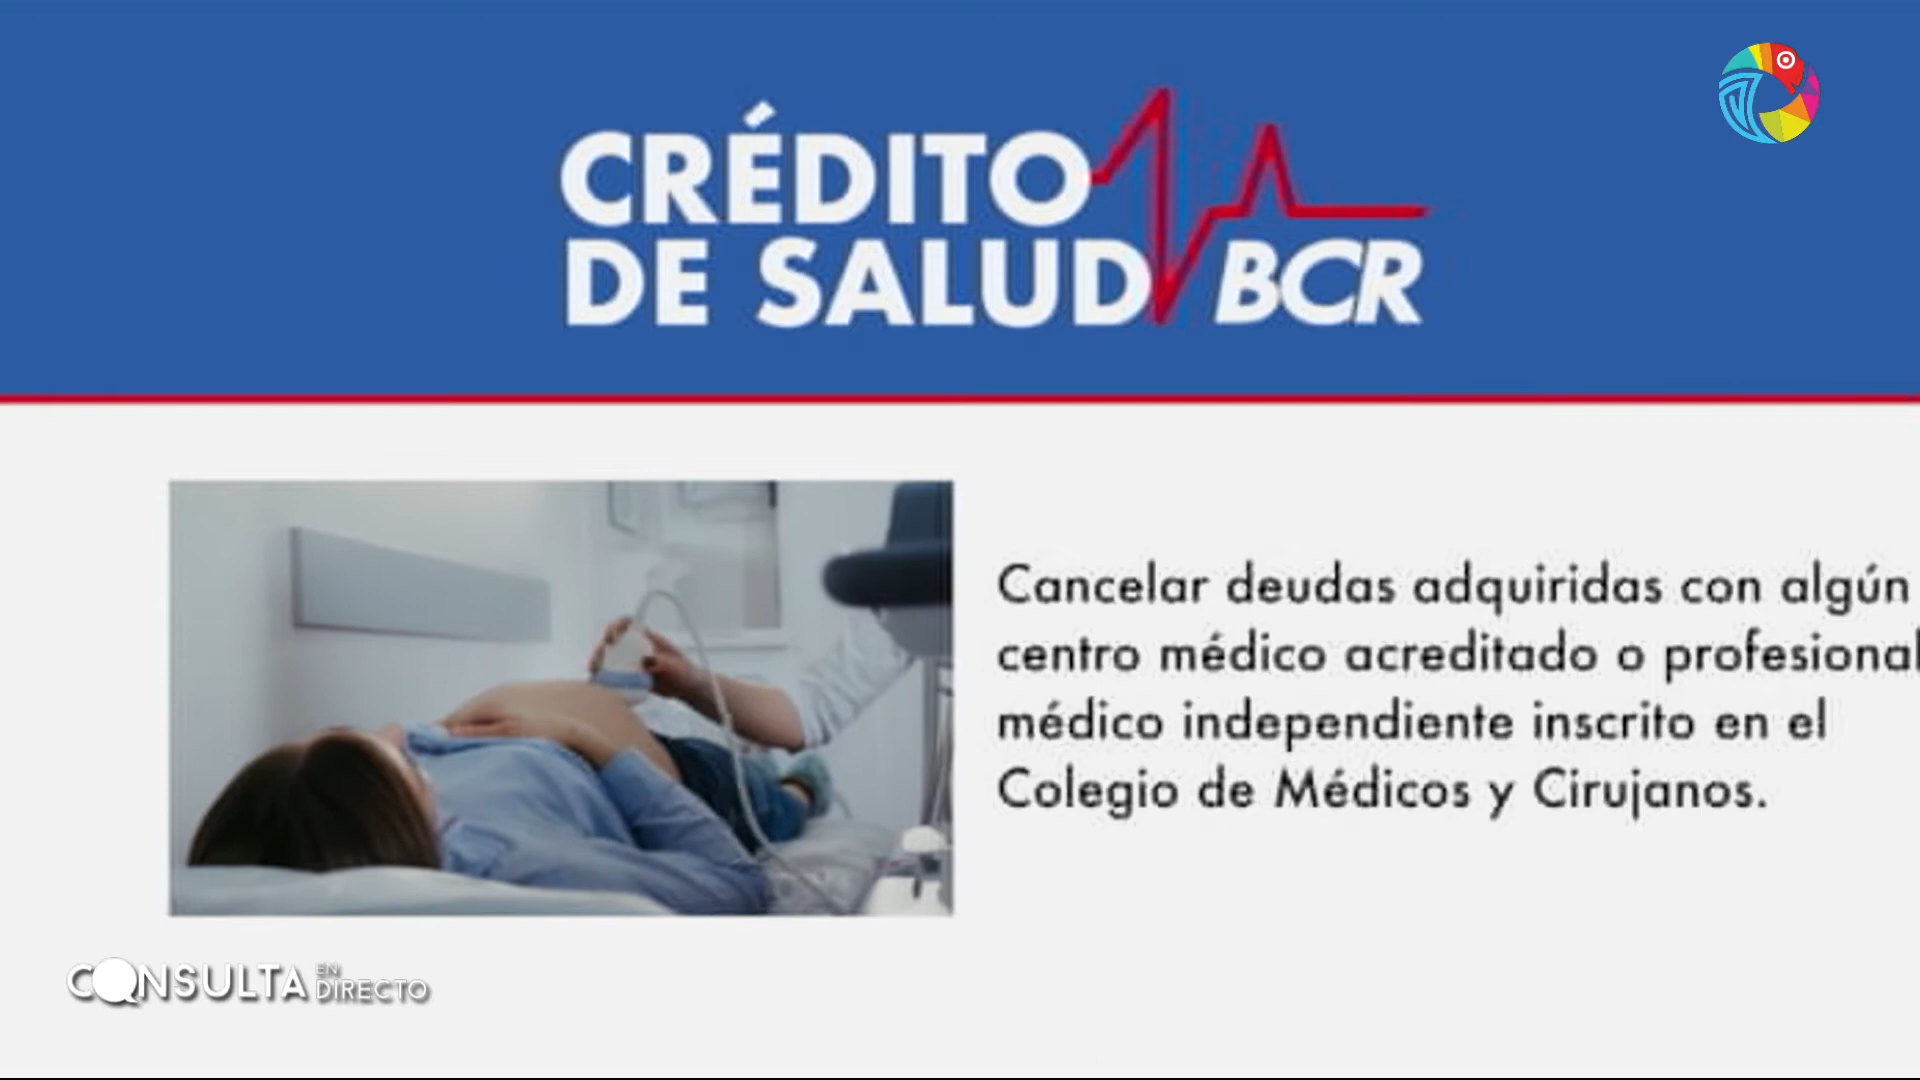 CRÉDITO
DE SALUD BCR
Cancelar deudas adquiridas con algún
centro médico acreditado o profesional
médico independiente inscrito en el
Colegio de Médicos y Cirujanos.
CONSULTA EN DIRECTO